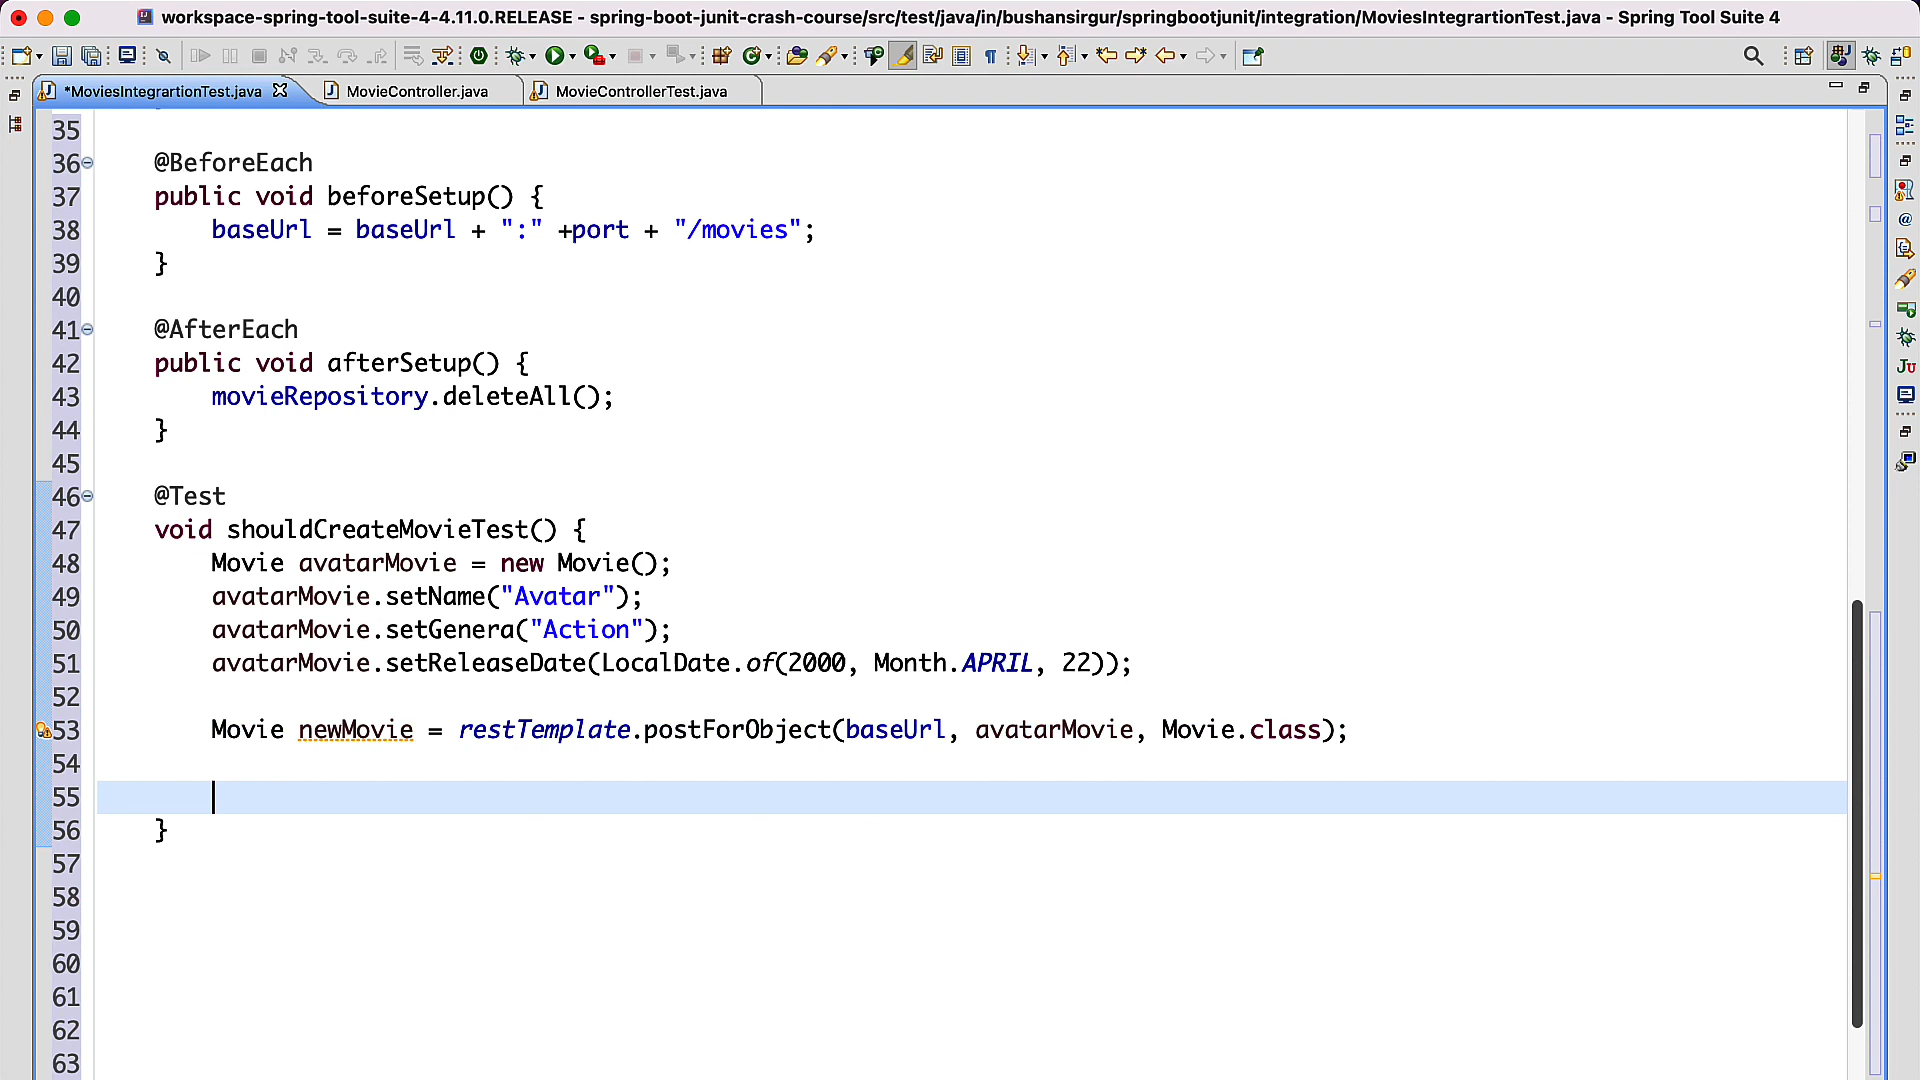 workspace-spring-tool-suite-4-4.11.0.RELEASE - spring-boot-junit-crash-course/src/test/java/in/bushansirgur/springbootjunit/integration/MoviesIntegrartionTest.java - Spring Tool Suite 4
*MoviesIntegrartionTest.java
MovieController.java
MovieControllerTest.java
35
36 @BeforeEach
37 public void beforeSetup() {
38 baseUrl = baseUrl + ":" +port + "/movies";
39 }
40
41 @AfterEach
42 public void afterSetup() {
43 movieRepository.deleteAll();
44 }
45
46 @Test
47 void shouldCreateMovieTest() {
48 Movie avatarMovie = new Movie();
49 avatarMovie.setName("Avatar");
50 avatarMovie.setGenera("Action");
51 avatarMovie.setReleaseDate(LocalDate.of(2000, Month.APRIL, 22));
52
53 Movie newMovie = restTemplate.postForObject(baseUrl, avatarMovie, Movie.class);
54
55
56 }
57
58
59
60
61
62
63